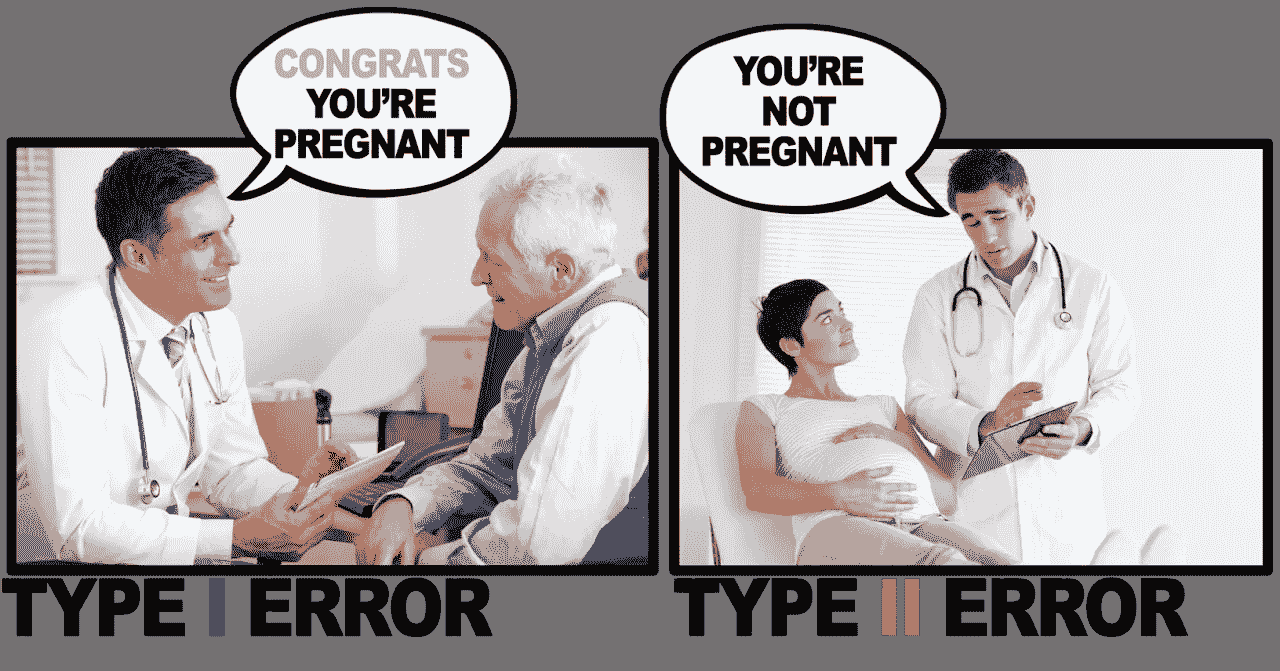 CONGRATS
YOU'RE
PREGNANT
TYPE I ERROR
YOU'RE
NOT
PREGNANT
TYPE II ERROR